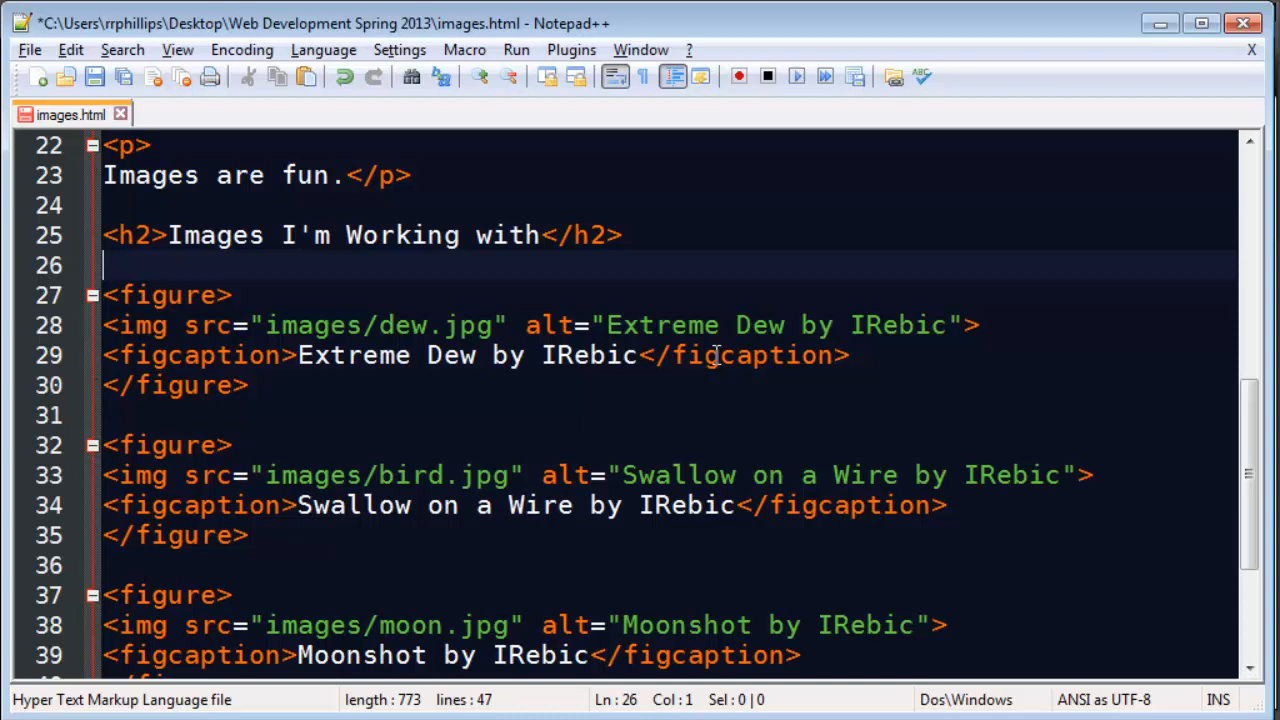 *C:\Users\rrphillips\Desktop\Web Development Spring 2013\images.html - Notepad++
File Edit Search View Encoding Language Settings Macro Run Plugins Window ? X
images.html
22 <p>
23 Images are fun.</p>
24
25 <h2>Images I'm Working with</h2>
26
27 <figure>
28 <img src="images/dew.jpg" alt="Extreme Dew by IRebic">
29 <figcaption>Extreme Dew by IRebic</figcaption>
30 </figure>
31
32 <figure>
33 <img src="images/bird.jpg" alt="Swallow on a Wire by IRebic">
34 <figcaption>Swallow on a Wire by IRebic</figcaption>
35 </figure>
36
37 <figure>
38 <img src="images/moon.jpg" alt="Moonshot by IRebic">
39 <figcaption>Moonshot by IRebic</figcaption>
Hyper Text Markup Language file length : 773 lines : 47 Ln : 26 Col : 1 Sel : 0 | 0 Dos\Windows ANSI as UTF-8 INS